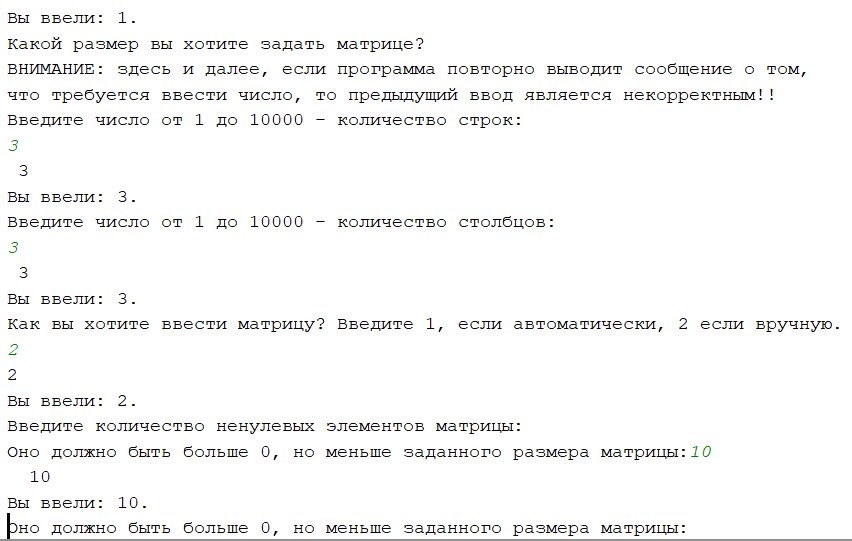 Вы ввели: 1.
Какой размер вы хотите задать матрице?
ВНИМАНИЕ: здесь и далее, если программа повторно выводит сообщение о том,
что требуется ввести число, то предыдущий ввод является некорректным!!
Введите число от 1 до 10000 - количество строк:
3
3
Вы ввели: 3.
Введите число от 1 до 10000 - количество столбцов:
3
3
Вы ввели: 3.
Как вы хотите ввести матрицу? Введите 1, если автоматически, 2 если вручную.
2
2
Вы ввели: 2.
Введите количество ненулевых элементов матрицы:
Оно должно быть больше 0, но меньше заданного размера матрицы:10
10
Вы ввели: 10.
Оно должно быть больше 0, но меньше заданного размера матрицы: